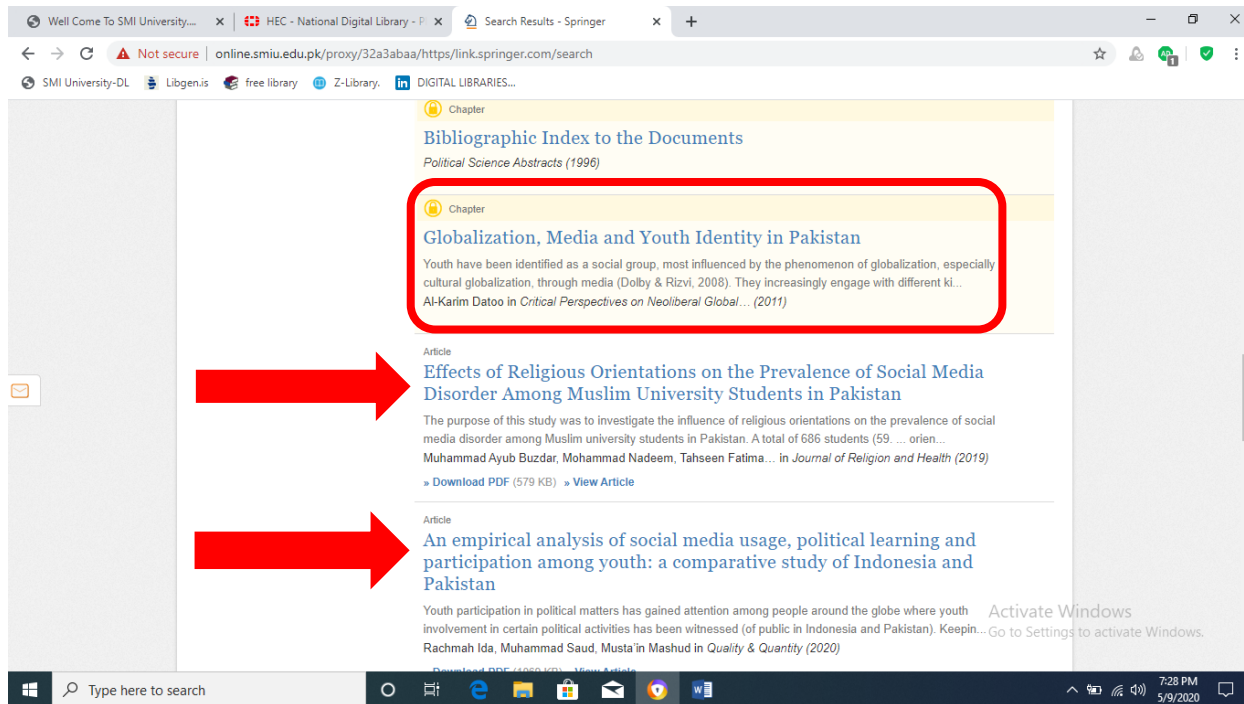 Well Come To SMI University....
HEC - National Digital Library - P
Search Results - Springer
Not secure | online.smiu.edu.pk/proxy/32a3abaa/https/link.springer.com/search
SMI University-DL Libgen.is free library Z-Library. DIGITAL LIBRARIES...
Chapter
Bibliographic Index to the Documents
Political Science Abstracts (1996)
Chapter
Globalization, Media and Youth Identity in Pakistan
Youth have been identified as a social group, most influenced by the phenomenon of globalization, especially
cultural globalization, through media (Dolby & Rizvi, 2008). They increasingly engage with different ki...
Al-Karim Datoo in Critical Perspectives on Neoliberal Global… (2011)
Article
Effects of Religious Orientations on the Prevalence of Social Media
Disorder Among Muslim University Students in Pakistan
The purpose of this study was to investigate the influence of religious orientations on the prevalence of social
media disorder among Muslim university students in Pakistan. A total of 686 students (59. ... orien...
Muhammad Ayub Buzdar, Mohammad Nadeem, Tahseen Fatima… in Journal of Religion and Health (2019)
» Download PDF (579 KB) » View Article
Article
An empirical analysis of social media usage, political learning and
participation among youth: a comparative study of Indonesia and
Pakistan
Youth participation in political matters has gained attention among people around the globe where youth
involvement in certain political activities has been witnessed (of public in Indonesia and Pakistan). Keepin...
Rachmah Ida, Muhammad Saud, Musta'in Mashud in Quality & Quantity (2020)
» Download PDF (1069 KB) » View Article
Activate Windows
Go to Settings to activate Windows.
Type here to search
7:28 PM
5/9/2020